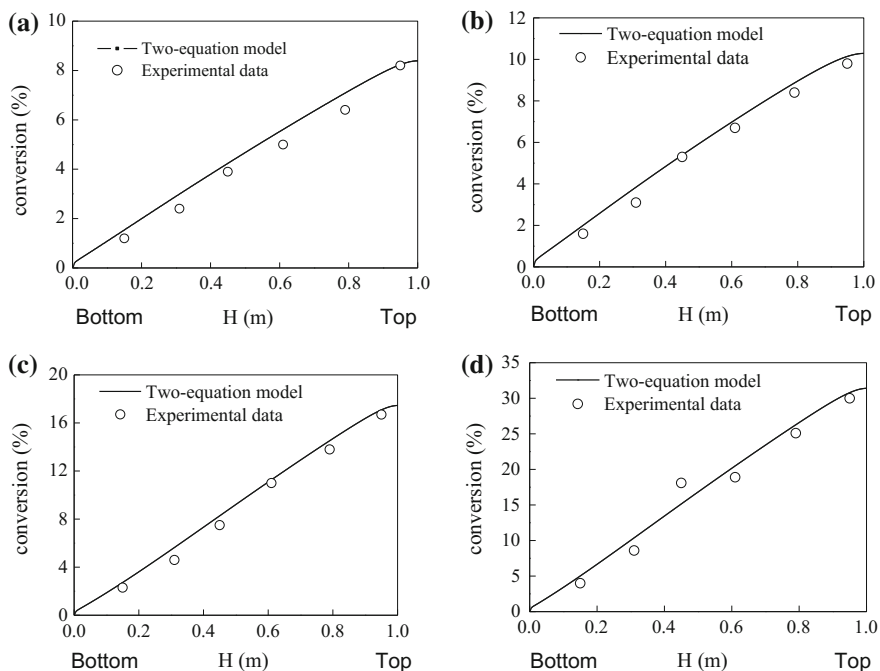 (a)
Two-equation model
Experimental data
conversion (%)
10
8
6
4
2
0
0.0 0.2 0.4 0.6 0.8 1.0
Bottom H (m) Top
(b)
Two-equation model
Experimental data
conversion (%)
12
10
8
6
4
2
0
0.0 0.2 0.4 0.6 0.8 1.0
Bottom H (m) Top
(c)
Two-equation model
Experimental data
conversion (%)
20
16
12
8
4
0
0.0 0.2 0.4 0.6 0.8 1.0
Bottom H (m) Top
(d)
Two-equation model
Experimental data
conversion (%)
35
30
25
20
15
10
5
0
0.0 0.2 0.4 0.6 0.8 1.0
Bottom H (m) Top